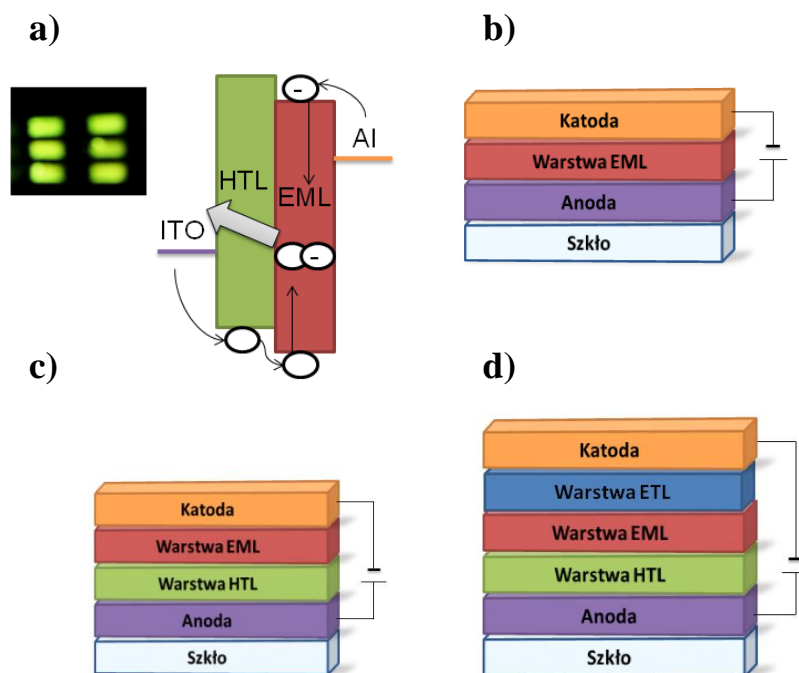 a)
b)
Al
HTL
EML
ITO
-
-
Katoda
Warstwa EML
Anoda
Szkło
c)
d)
Katoda
Warstwa EML
Warstwa HTL
Anoda
Szkło
Katoda
Warstwa ETL
Warstwa EML
Warstwa HTL
Anoda
Szkło